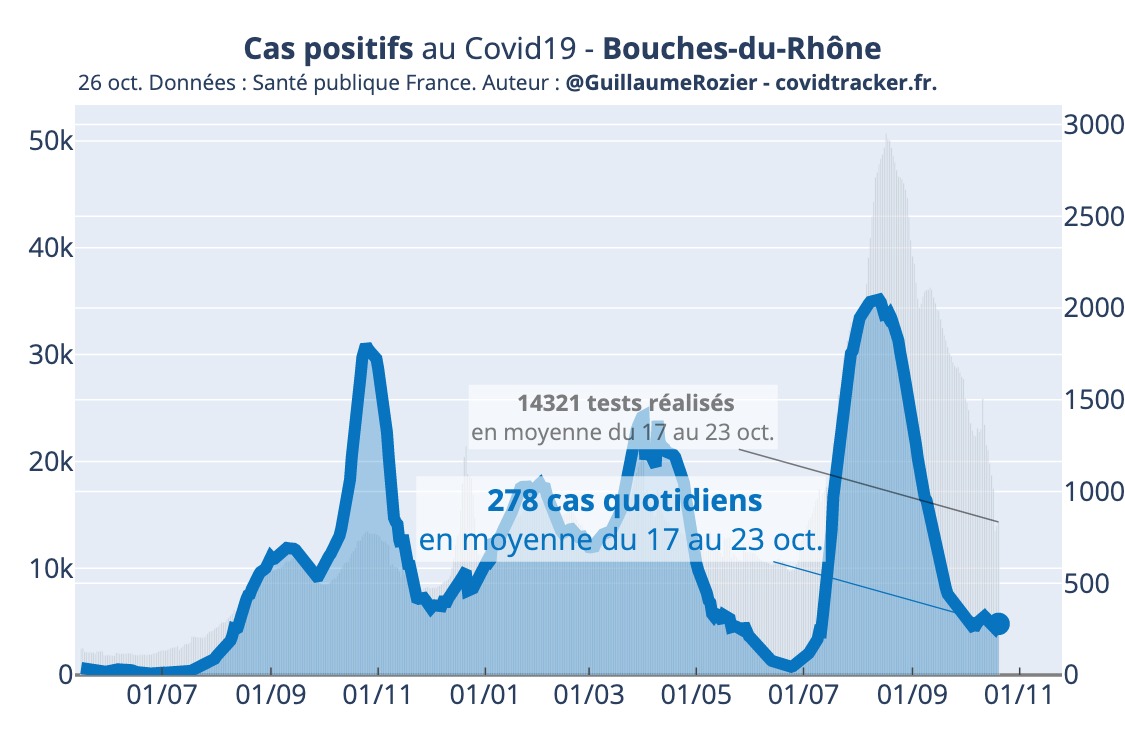 Cas positifs au Covid19 - Bouches-du-Rhône
26 oct. Données : Santé publique France. Auteur : @GuillaumeRozier - covidtracker.fr.
50k
40k
30k
20k
10k
0
3000
2500
2000
1500
1000
500
0
14321 tests réalisés
en moyenne du 17 au 23 oct.
278 cas quotidiens
en moyenne du 17 au 23 oct.
01/07 01/09 01/11 01/01 01/03 01/05 01/07 01/09 01/11